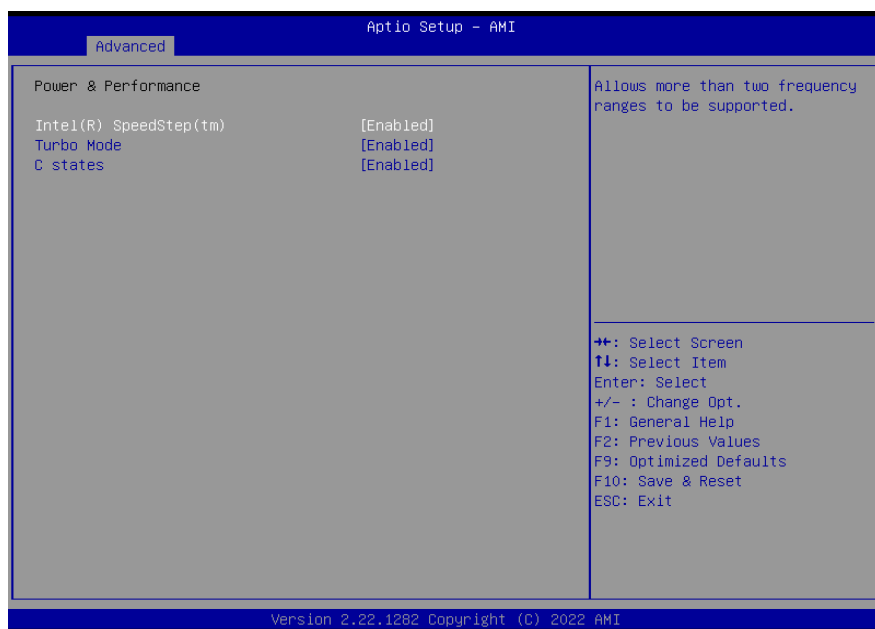 Aptio Setup – AMI
Advanced
Power & Performance
Intel(R) SpeedStep(tm) [Enabled]
Turbo Mode [Enabled]
C states [Enabled]
Allows more than two frequency
ranges to be supported.
→←: Select Screen
↑↓: Select Item
Enter: Select
+/- : Change Opt.
F1: General Help
F2: Previous Values
F9: Optimized Defaults
F10: Save & Reset
ESC: Exit
Version 2.22.1282 Copyright (C) 2022 AMI